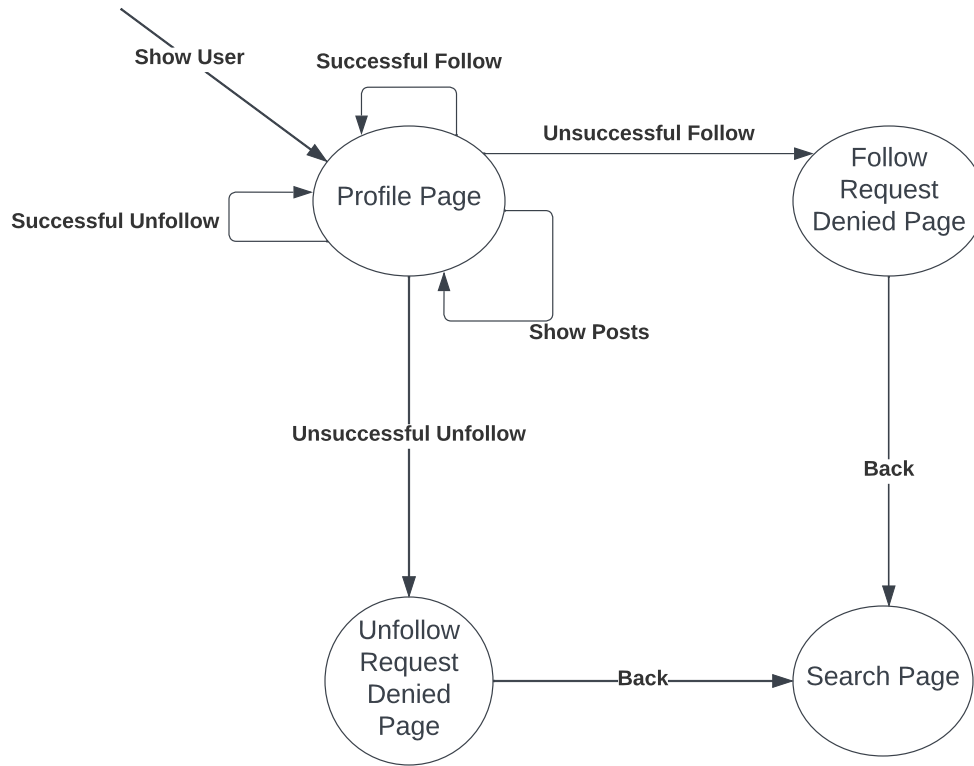 Show User
Successful Follow
Unsuccessful Follow
Follow
Request
Denied Page
Profile Page
Successful Unfollow
Show Posts
Unsuccessful Unfollow
Back
Unfollow
Request
Denied
Page
Back
Search Page